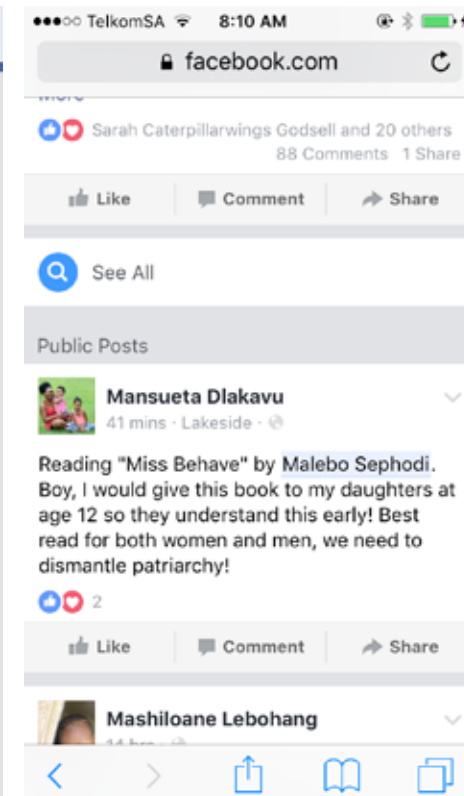 TelkomSA 8:10 AM
facebook.com
More
Sarah Caterpillarwings Godsell and 20 others
88 Comments 1 Share
Like Comment Share
See All
Public Posts
Mansueta Dlakavu
41 mins · Lakeside ·
Reading "Miss Behave" by Malebo Sephodi.
Boy, I would give this book to my daughters at
age 12 so they understand this early! Best
read for both women and men, we need to
dismantle patriarchy!
2
Like Comment Share
Mashiloane Lebohang